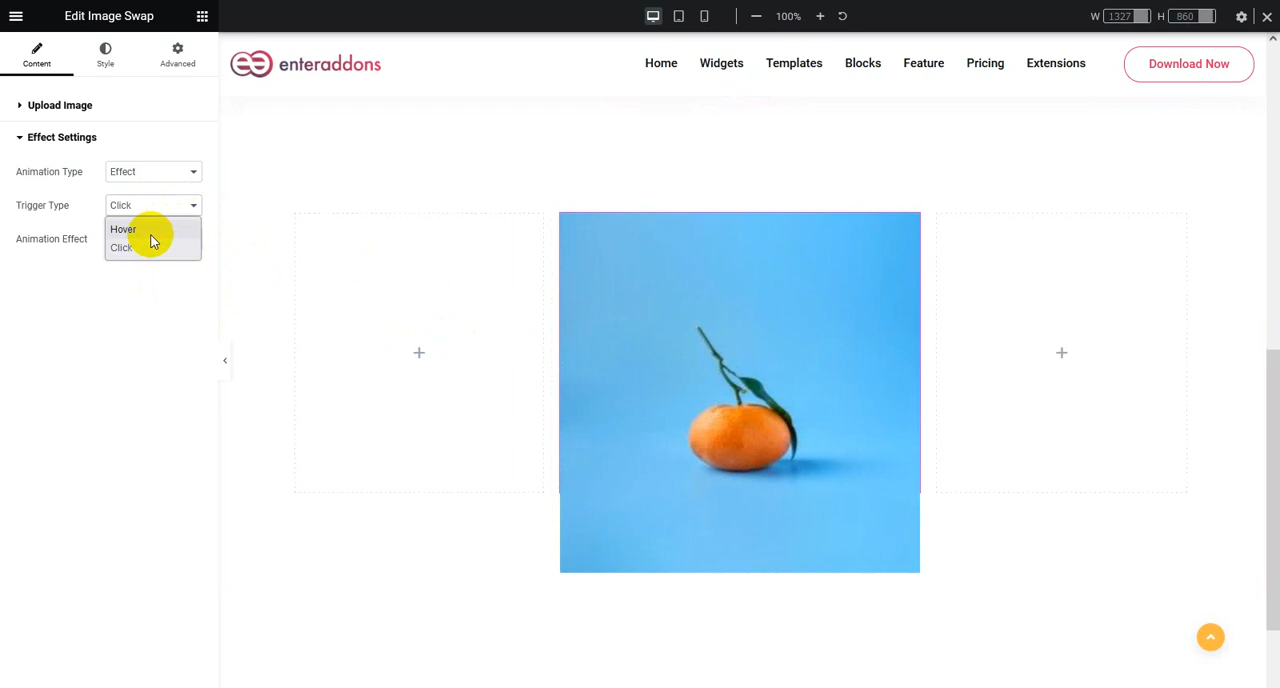 Edit Image Swap
100%
W 1327 H 860
Content Style Advanced
enteraddons
Home Widgets Templates Blocks Feature Pricing Extensions Download Now
Upload Image
Effect Settings
Animation Type Effect
Trigger Type Click
Hover
Animation Effect
Click